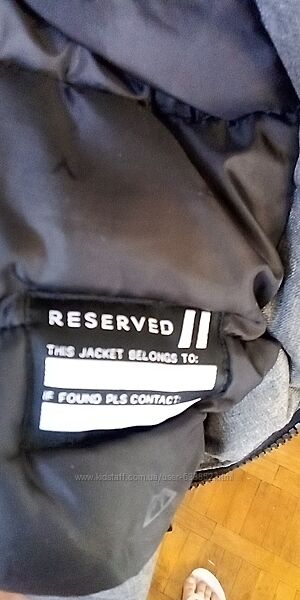 RESERVED
THIS JACKET BELONGS TO:
IF FOUND PLS CONTACT: